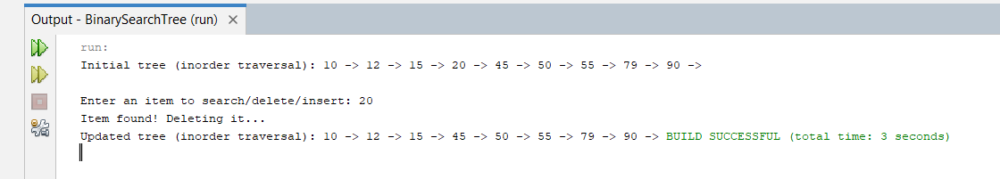 Output - BinarySearchTree (run) ×
run:
Initial tree (inorder traversal): 10 -> 12 -> 15 -> 20 -> 45 -> 50 -> 55 -> 79 -> 90 ->
Enter an item to search/delete/insert: 20
Item found! Deleting it...
Updated tree (inorder traversal): 10 -> 12 -> 15 -> 45 -> 50 -> 55 -> 79 -> 90 -> BUILD SUCCESSFUL (total time: 3 seconds)